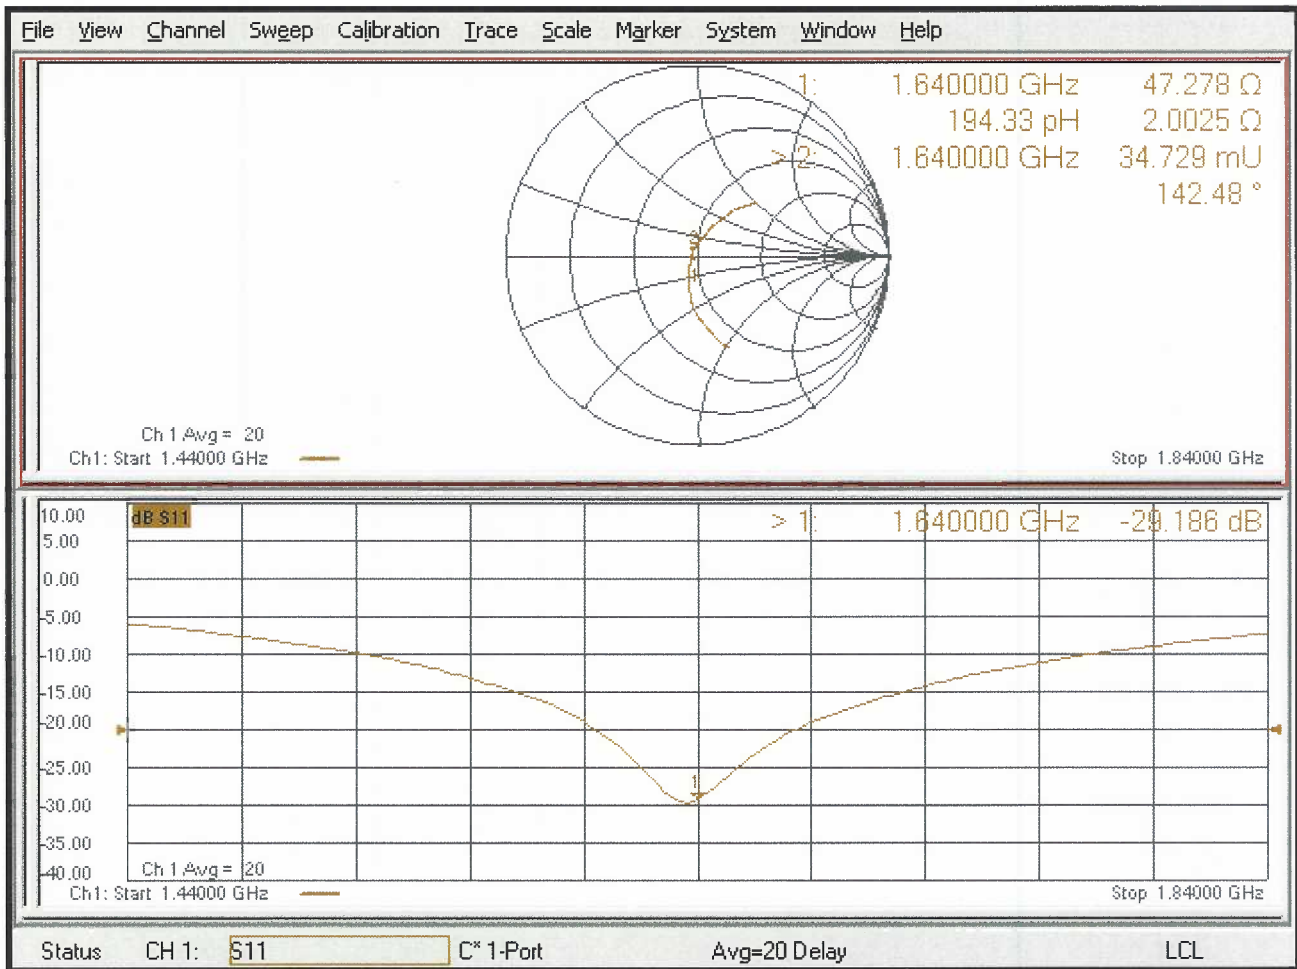 File View Channel Sweep Calibration Trace Scale Marker System Window Help
1: 1.640000 GHz 47.278 Ω
194.33 pH 2.0025 Ω
> 2: 1.640000 GHz 34.729 mU
142.48 °
Ch 1 Avg = 20
Ch1: Start 1.44000 GHz
Stop 1.84000 GHz
10.00
dB S11
> 1: 1.640000 GHz -29.186 dB
5.00
0.00
-5.00
-10.00
-15.00
-20.00
-25.00
1
-30.00
-35.00
-40.00
Ch 1 Avg = 20
Ch1: Start 1.44000 GHz
Stop 1.84000 GHz
Status CH 1: S11 C* 1-Port Avg=20 Delay LCL